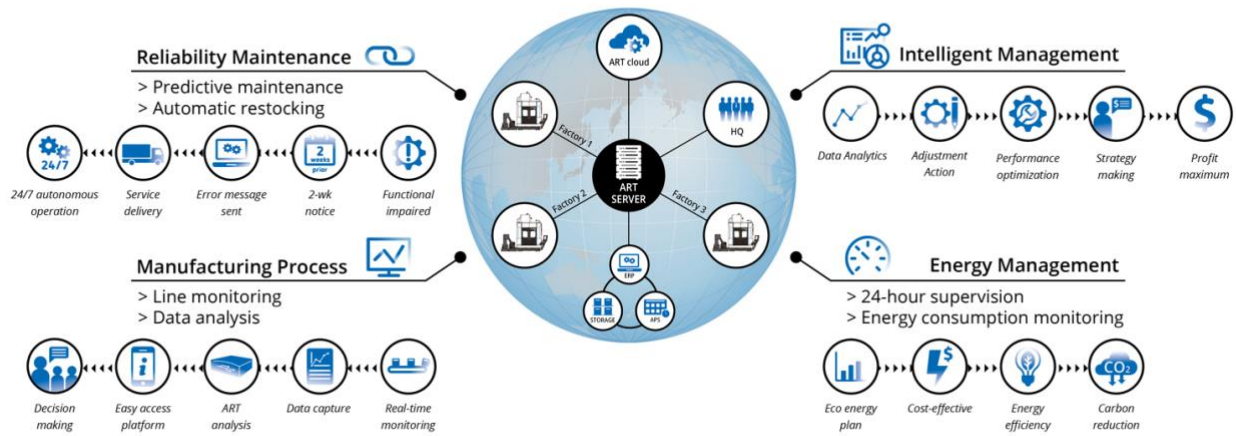 Reliability Maintenance
> Predictive maintenance
> Automatic restocking
24/7
2
weeks
prior
24/7 autonomous
operation
Service
delivery
Error message
sent
2-wk
notice
Functional
impaired
Manufacturing Process
> Line monitoring
> Data analysis
Decision
making
Easy access
platform
ART
analysis
Data capture
Real-time
monitoring
ART cloud
Factory 1
HQ
ART
SERVER
Factory 2
Factory 3
ERP
STORAGE
APS
Intelligent Management
Data Analytics
Adjustment
Action
Performance
optimization
Strategy
making
Profit
maximum
$
$
Energy Management
> 24-hour supervision
> Energy consumption monitoring
$
CO₂
Eco energy
plan
Cost-effective
Energy
efficiency
Carbon
reduction